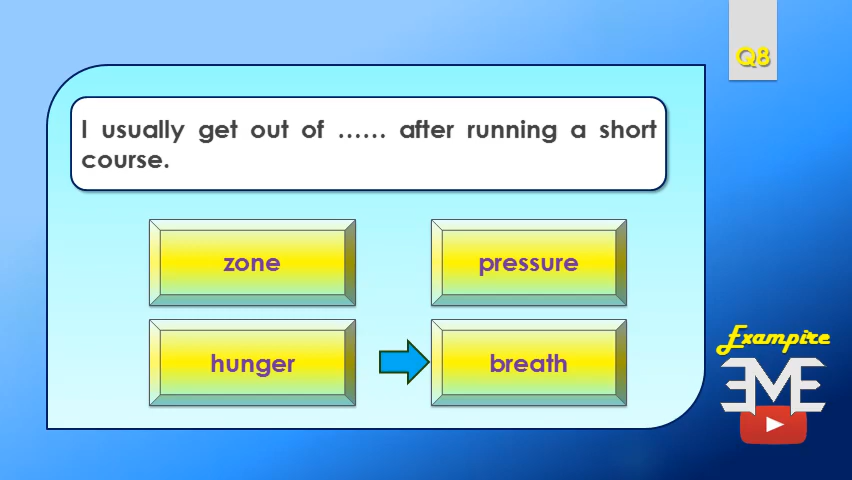 Q8
I usually get out of …… after running a short
course.
zone
pressure
hunger
breath
Exampire
EME